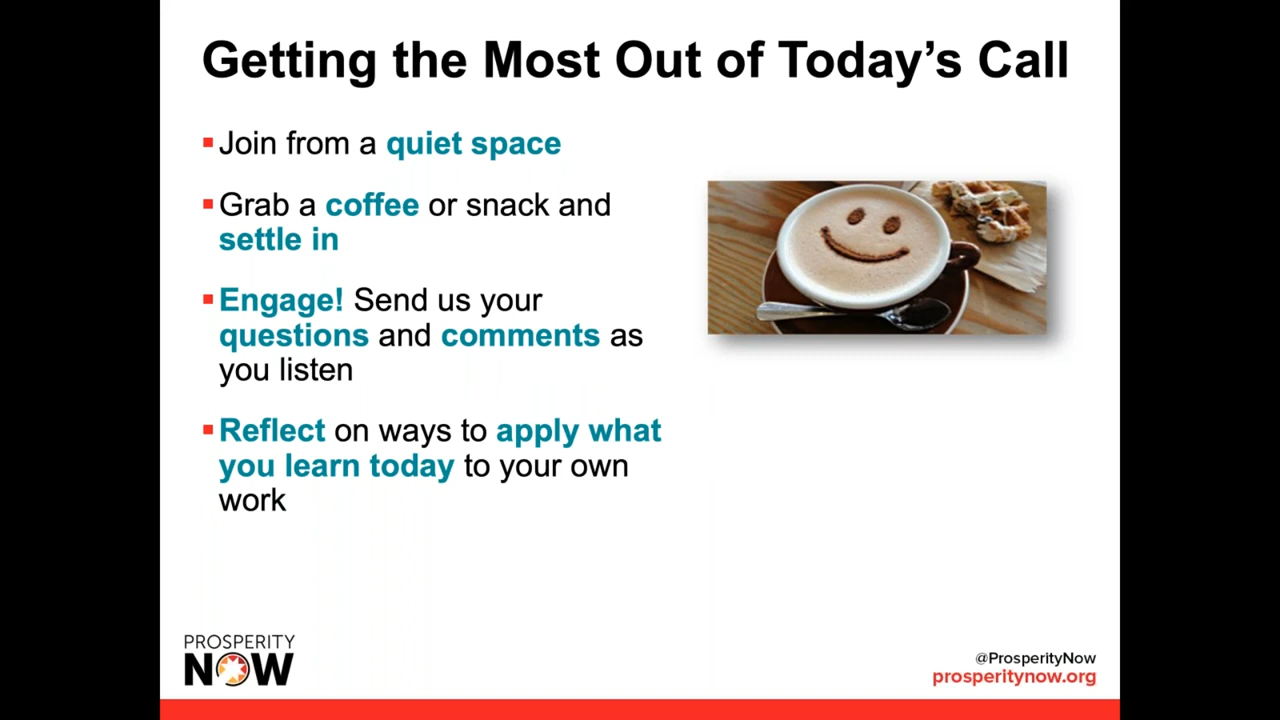 Getting the Most Out of Today’s Call
Join from a quiet space
Grab a coffee or snack and
settle in
Engage! Send us your
questions and comments as
you listen
Reflect on ways to apply what
you learn today to your own
work
PROSPERITY
NOW
@ProsperityNow
prosperitynow.org